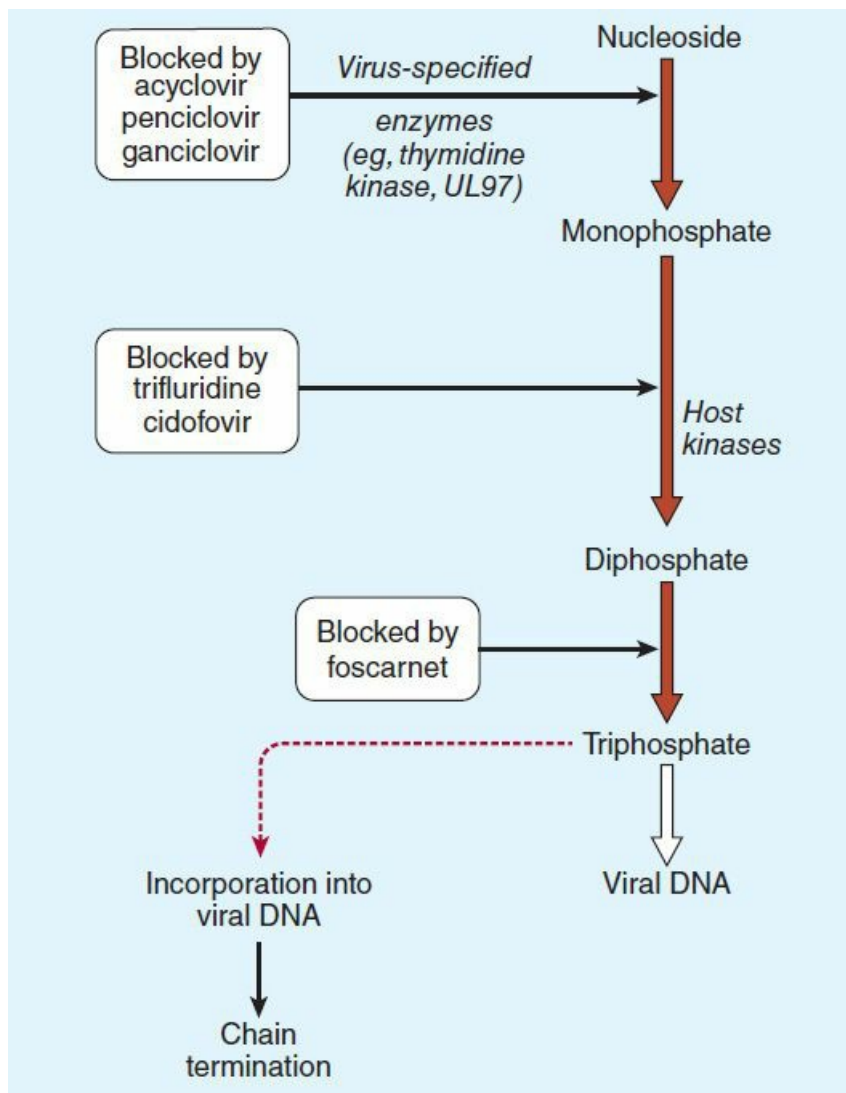 Nucleoside
Blocked by
acyclovir
penciclovir
ganciclovir
Virus-specified
enzymes
(eg, thymidine
kinase, UL97)
Monophosphate
Blocked by
trifluridine
cidofovir
Host
kinases
Diphosphate
Blocked by
foscarnet
Triphosphate
Incorporation into
viral DNA
Viral DNA
Chain
termination